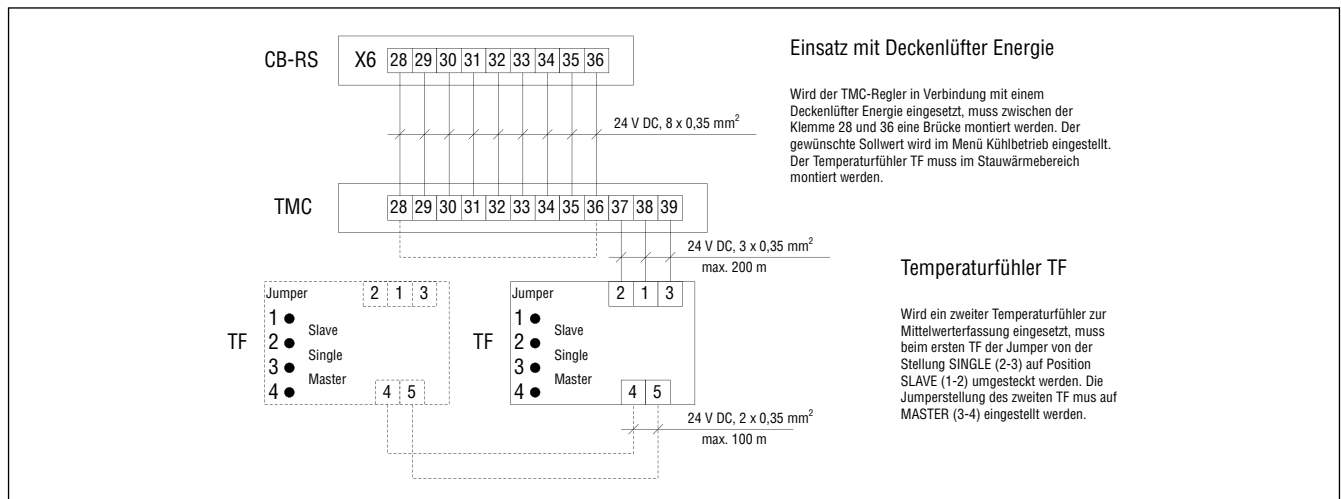 CB-RS X6 28 29 30 31 32 33 34 35 36
24 V DC, 8 x 0,35 mm²
TMC 28 29 30 31 32 33 34 35 36 37 38 39
24 V DC, 3 x 0,35 mm²
max. 200 m
TF
Jumper 2 1 3
1
Slave
2
Single
3
Master
4
4 5
TF
Jumper 2 1 3
1
Slave
2
Single
3
Master
4
4 5
24 V DC, 2 x 0,35 mm²
max. 100 m
Einsatz mit Deckenlüfter Energie
Wird der TMC-Regler in Verbindung mit einem
Deckenlüfter Energie eingesetzt, muss zwischen der
Klemme 28 und 36 eine Brücke montiert werden. Der
gewünschte Sollwert wird im Menü Kühlbetrieb eingestellt.
Der Temperaturfühler TF muss im Stauwärmebereich
montiert werden.
Temperaturfühler TF
Wird ein zweiter Temperaturfühler zur
Mittelwerterfassung eingesetzt, muss
beim ersten TF der Jumper von der
Stellung SINGLE (2-3) auf Position
SLAVE (1-2) umgesteckt werden. Die
Jumperstellung des zweiten TF mus auf
MASTER (3-4) eingestellt werden.